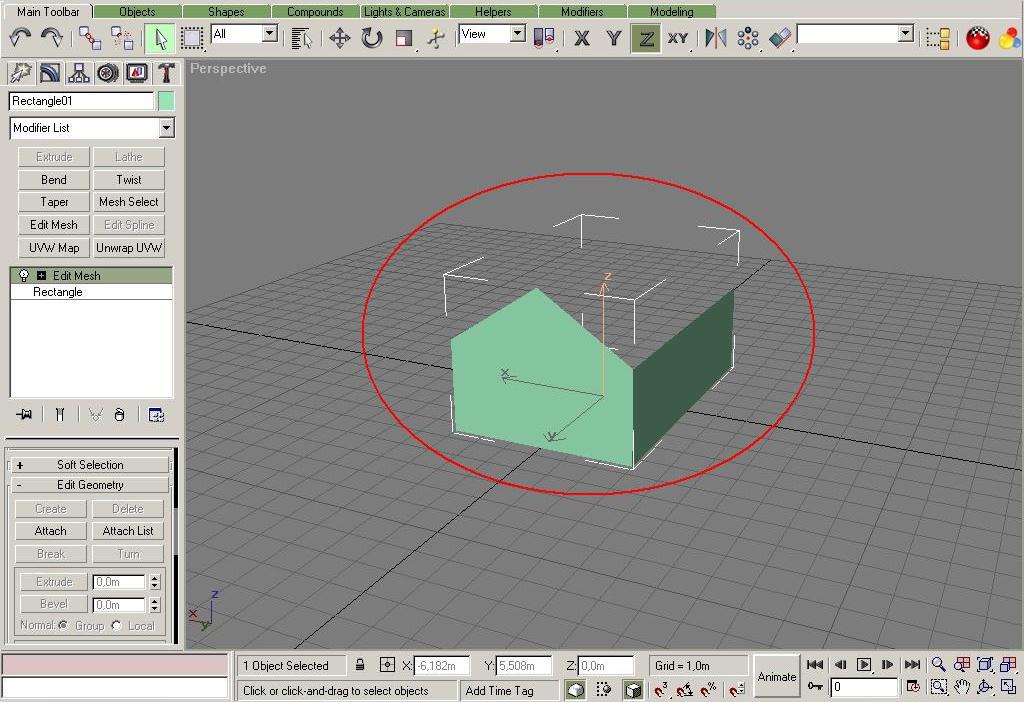 Main Toolbar Objects Shapes Compounds Lights & Cameras Helpers Modifiers Modeling
All View X Y Z XY
Perspective
Rectangle01
Modifier List
Extrude Lathe
Bend Twist
Taper Mesh Select
Edit Mesh Edit Spline
UVW Map Unwrap UVW
Edit Mesh
Rectangle
z
x
y
+ Soft Selection
- Edit Geometry
Create Delete
Attach Attach List
Break Turn
Extrude 0,0m
Bevel 0,0m
Normal: Group Local
z
x
y
1 Object Selected X: -6,182m Y: 5,508m Z: 0,0m Grid = 1,0m
Animate
Click or click-and-drag to select objects Add Time Tag
0